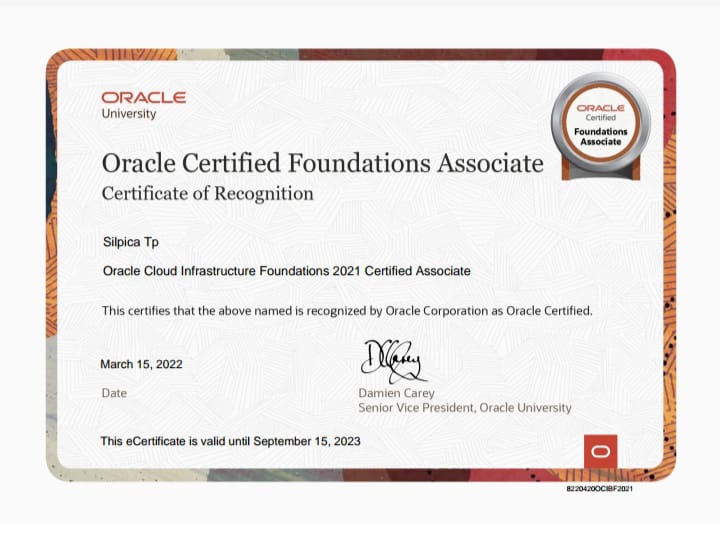 ORACLE
University
ORACLE
Certified
Foundations
Associate
Oracle Certified Foundations Associate
Certificate of Recognition
Silpica Tp
Oracle Cloud Infrastructure Foundations 2021 Certified Associate
This certifies that the above named is recognized by Oracle Corporation as Oracle Certified.
DCarey
March 15, 2022
Date
Damien Carey
Senior Vice President, Oracle University
This eCertificate is valid until September 15, 2023
822042OOCIBF2021